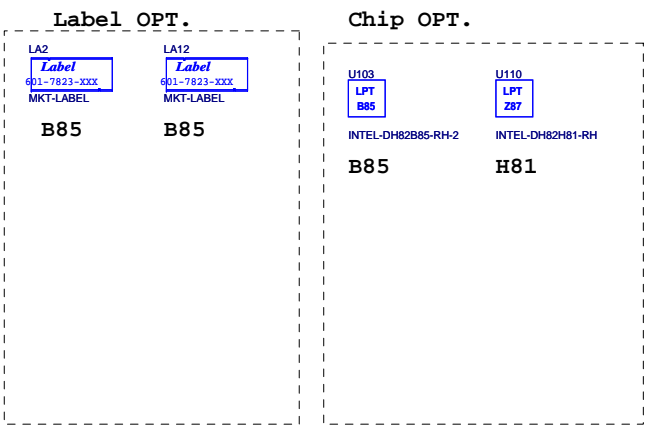 Label OPT.
Chip OPT.
LA2
Label
601-7823-XXX
MKT-LABEL
B85
LA12
Label
601-7823-XXX
MKT-LABEL
B85
U103
LPT
B85
INTEL-DH82B85-RH-2
B85
U110
LPT
Z87
INTEL-DH82H81-RH
H81